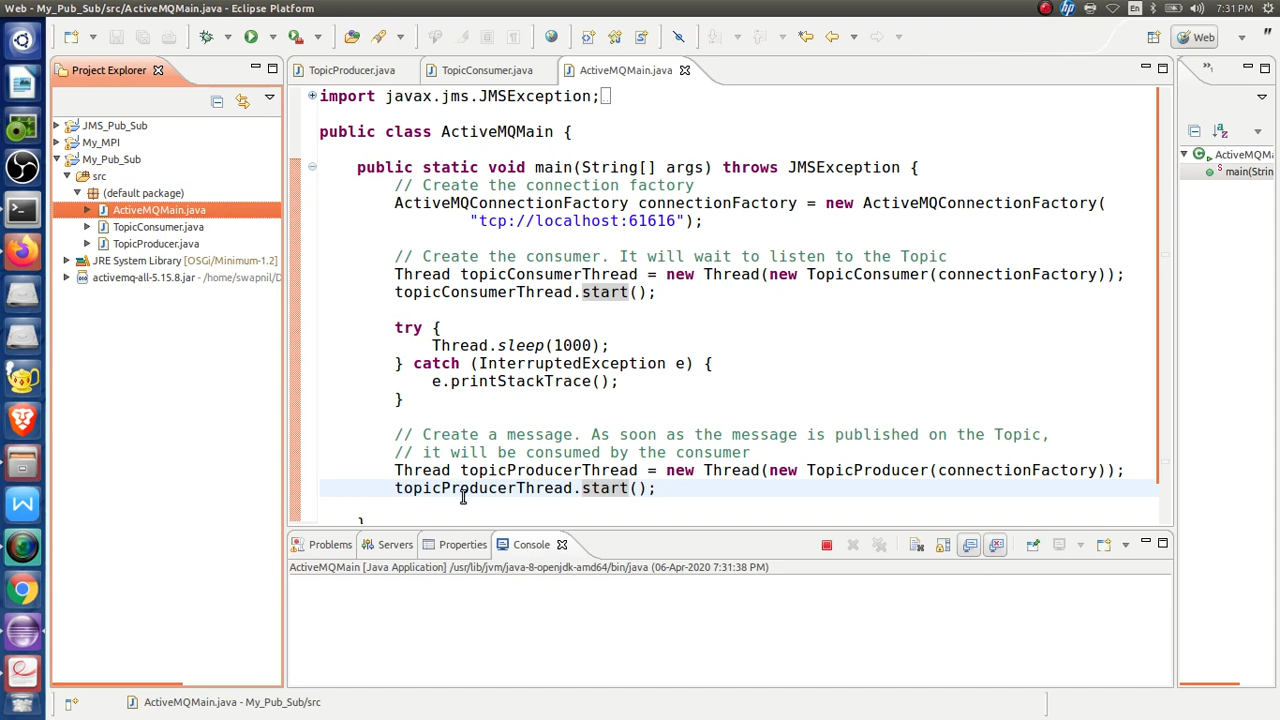 Web - My_Pub_Sub/src/ActiveMQMain.java - Eclipse Platform
En
7:31 PM
Web
Project Explorer
JMS_Pub_Sub
My_MPI
My_Pub_Sub
src
(default package)
ActiveMQMain.java
TopicConsumer.java
TopicProducer.java
JRE System Library [OSGi/Minimum-1.2]
activemq-all-5.15.8.jar - /home/swapnil/D
TopicProducer.java
TopicConsumer.java
ActiveMQMain.java
import javax.jms.JMSException;
public class ActiveMQMain {
public static void main(String[] args) throws JMSException {
// Create the connection factory
ActiveMQConnectionFactory connectionFactory = new ActiveMQConnectionFactory(
"tcp://localhost:61616");
// Create the consumer. It will wait to listen to the Topic
Thread topicConsumerThread = new Thread(new TopicConsumer(connectionFactory));
topicConsumerThread.start();
try {
Thread.sleep(1000);
} catch (InterruptedException e) {
e.printStackTrace();
}
// Create a message. As soon as the message is published on the Topic,
// it will be consumed by the consumer
Thread topicProducerThread = new Thread(new TopicProducer(connectionFactory));
topicProducerThread.start();
}
ActiveMQMa
main(Strin
Problems
Servers
Properties
Console
ActiveMQMain [Java Application] /usr/lib/jvm/java-8-openjdk-amd64/bin/java (06-Apr-2020 7:31:38 PM)
ActiveMQMain.java - My_Pub_Sub/src